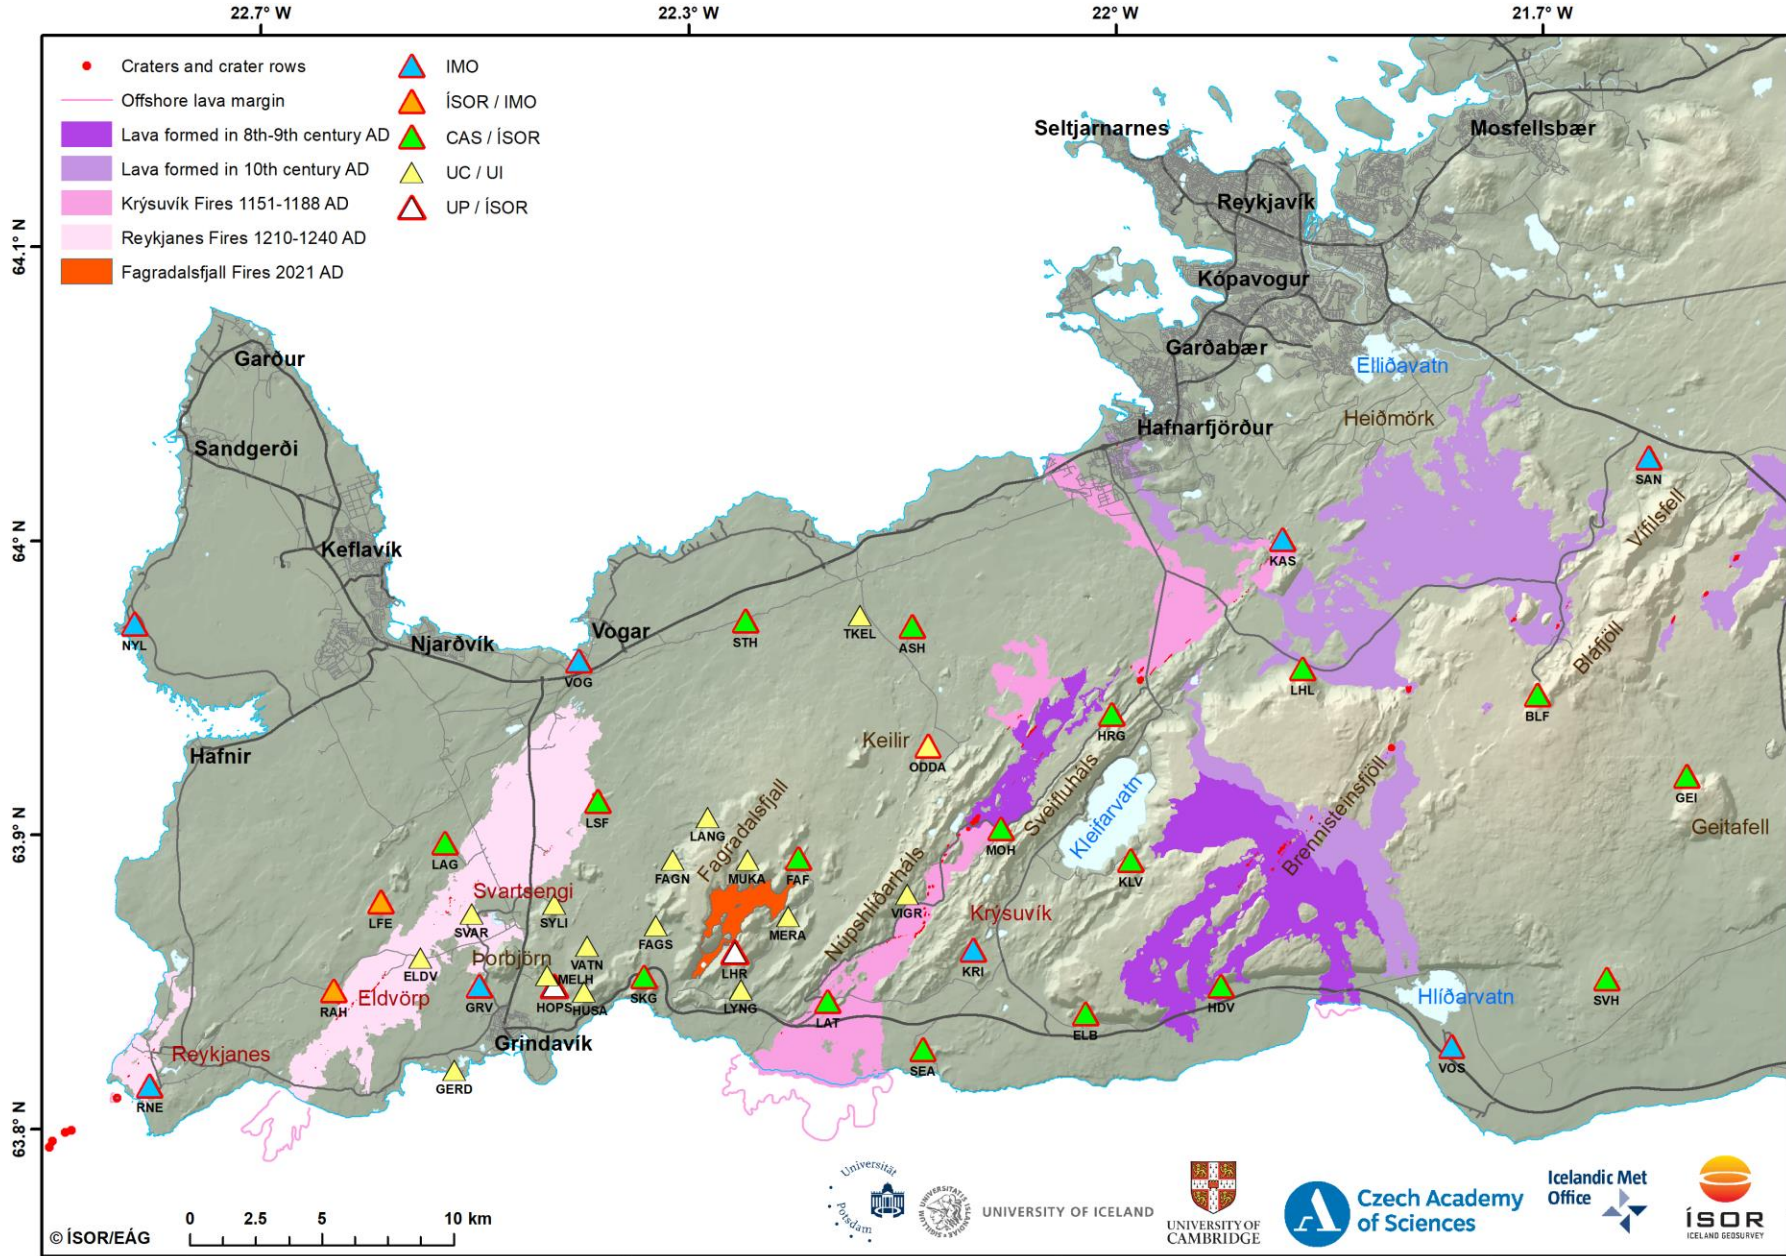 22.7° W
22.3° W
22° W
21.7° W
64.1° N
64° N
63.9° N
63.8° N
Craters and crater rows
Offshore lava margin
Lava formed in 8th-9th century AD
Lava formed in 10th century AD
Krýsuvík Fires 1151-1188 AD
Reykjanes Fires 1210-1240 AD
Fagradalsfjall Fires 2021 AD
IMO
ÍSOR / IMO
CAS / ÍSOR
UC / UI
UP / ÍSOR
Seltjarnarnes
Mosfellsbær
Reykjavík
Kópavogur
Garðabær
Elliðavatn
Heiðmörk
Hafnarfjörður
Garður
Sandgerði
Keflavík
SAN
Vífilsfell
KAS
NYL
Njarðvík
Vogar
VOG
STH
TKEL
ASH
Bláfjöll
LHL
BLF
HRG
Hafnir
Keilir
ODDA
Sveifluháls
Kleifarvatn
GEI
Geitafell
LSF
LAG
LANG
Fagradalsfjall
MOH
Brennisteinsfjöll
FAGN
MUKA
FAF
KLV
Svartsengi
LFE
SVAR
SYLI
FAGS
MERA
VIGR
Núpshlíðarháls
Krýsuvík
Þorbjörn
VATN
ELDV
MELH
LHR
KRI
Eldvörp
RAH
GRV
HOPS
HUSA
SKG
LYNG
LAT
HDV
Hlíðarvatn
SVH
ELB
Grindavík
Reykjanes
SEA
VOS
GERD
RNE
0
2.5
5
10 km
© ÍSOR/EÁG
Universität
Potsdam
UNIVERSITATIS ISLANDIAE SIGILLUM
UNIVERSITY OF ICELAND
UNIVERSITY OF
CAMBRIDGE
Czech Academy
of Sciences
Icelandic Met
Office
ÍSOR
ICELAND GEOSURVEY